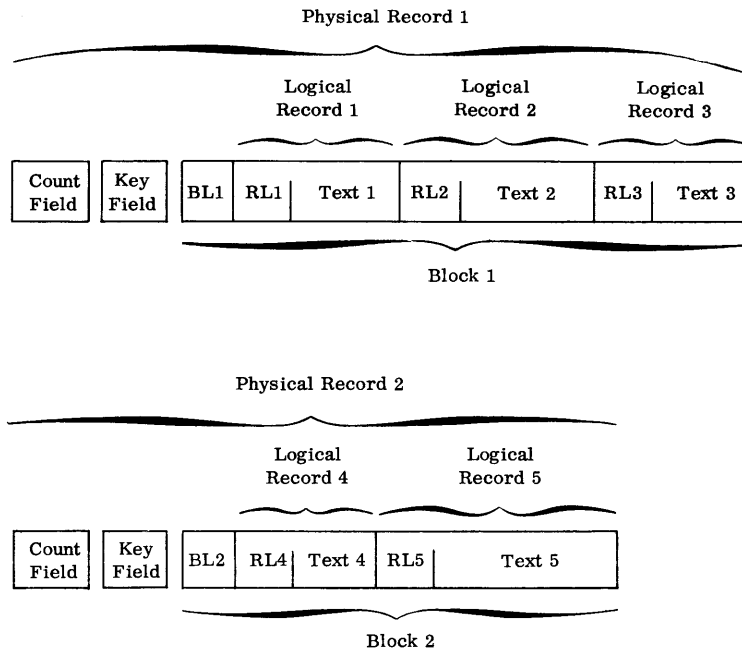 Physical Record 1
Logical Record 1
Logical Record 2
Logical Record 3
Count Field
Key Field
BL1
RL1
Text 1
RL2
Text 2
RL3
Text 3
Block 1
Physical Record 2
Logical Record 4
Logical Record 5
Count Field
Key Field
BL2
RL4
Text 4
RL5
Text 5
Block 2